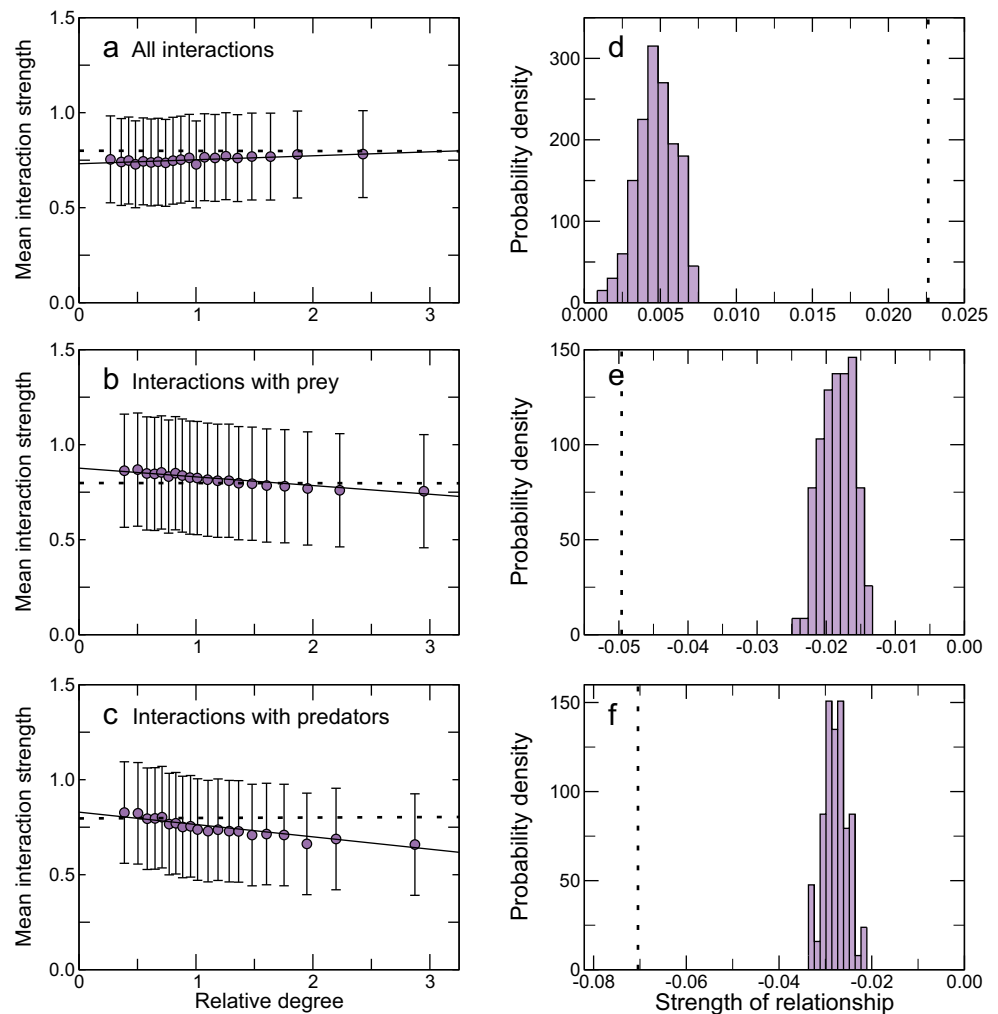 a All interactions
Mean interaction strength
1.5
1.0
0.5
0.0
0 1 2 3
d
Probability density
300
200
100
0
0.000 0.005 0.010 0.015 0.020 0.025
b Interactions with prey
Mean interaction strength
1.5
1.0
0.5
0.0
0 1 2 3
e
Probability density
150
100
50
0
-0.05 -0.04 -0.03 -0.02 -0.01 0.00
c Interactions with predators
Mean interaction strength
1.5
1.0
0.5
0.0
0 1 2 3
Relative degree
f
Probability density
150
100
50
0
-0.08 -0.06 -0.04 -0.02 0.00
Strength of relationship